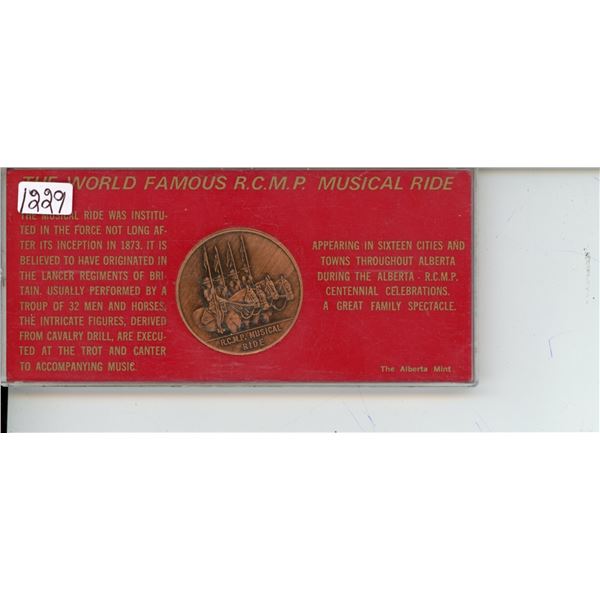 1229
THE WORLD FAMOUS R.C.M.P. MUSICAL RIDE
THE MUSICAL RIDE WAS INSTITU-
TED IN THE FORCE NOT LONG AF-
TER ITS INCEPTION IN 1873. IT IS
BELIEVED TO HAVE ORIGINATED IN
THE LANCER REGIMENTS OF BRI-
TAIN. USUALLY PERFORMED BY A
TROUP OF 32 MEN AND HORSES,
THE INTRICATE FIGURES, DERIVED
FROM CAVALRY DRILL, ARE EXECU-
TED AT THE TROT AND CANTER
TO ACCOMPANYING MUSIC.
R.C.M.P. MUSICAL
RIDE
APPEARING IN SIXTEEN CITIES AND
TOWNS THROUGHOUT ALBERTA
DURING THE ALBERTA - R.C.M.P.
CENTENNIAL CELEBRATIONS.
A GREAT FAMILY SPECTACLE.
The Alberta Mint